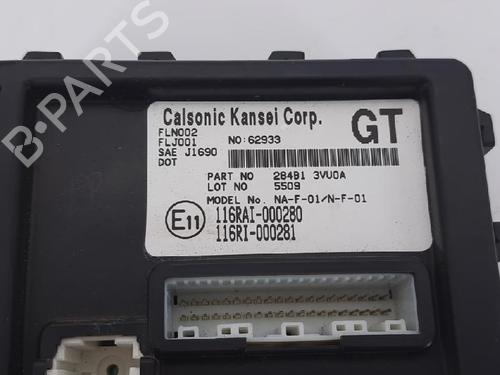 B-PARTS
Calsonic Kansei Corp.
GT
FLN002
FLJ001 NO:62933
SAE J1690
DOT
PART NO 284B1 3VU0A
LOT NO 5509
MODEL No. NA-F-01/N-F-01
E11 116RAI-000280
116RI-000281